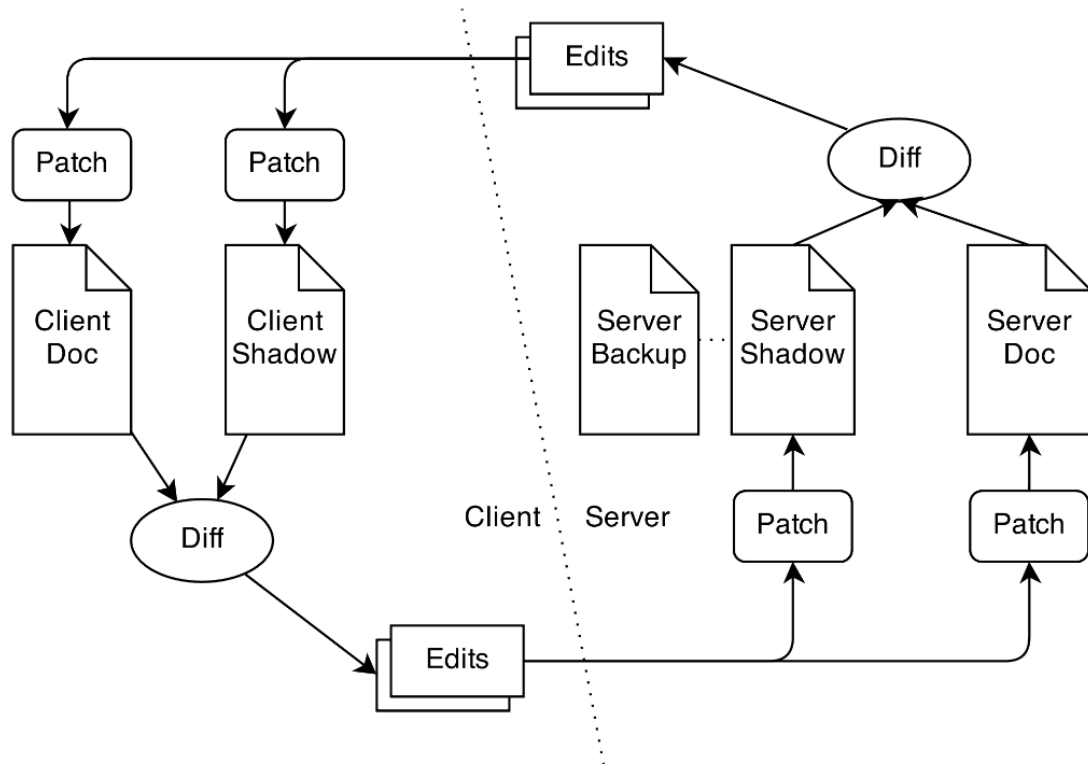 Edits
Diff
Patch
Patch
Client
Doc
Client
Shadow
Server
Backup
Server
Shadow
Server
Doc
Diff
Client
Server
Patch
Patch
Edits